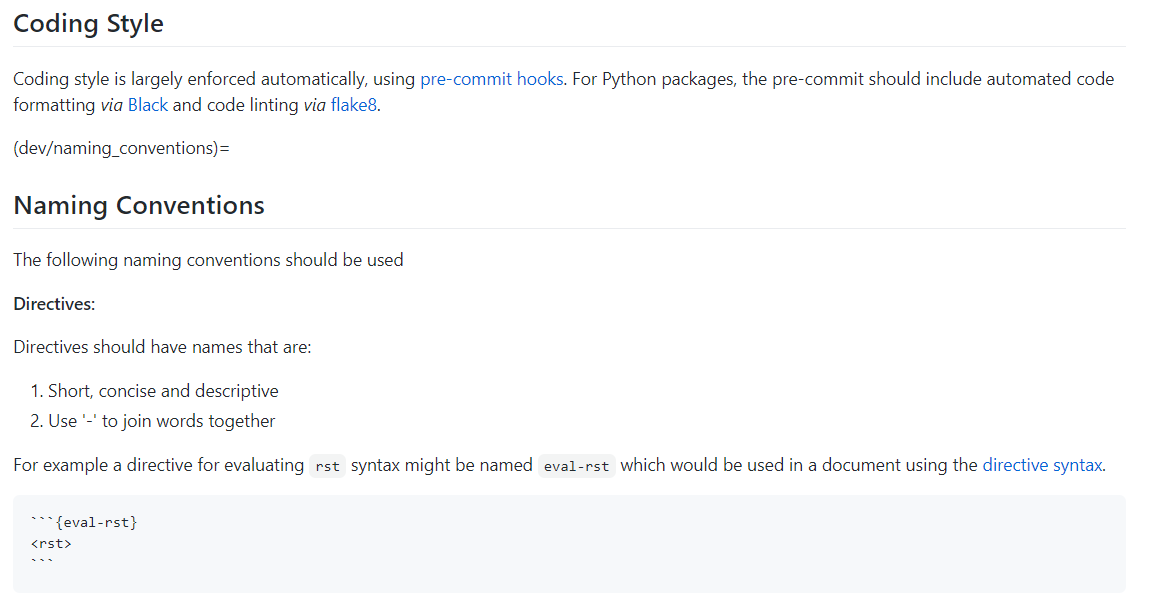 Coding Style
Coding style is largely enforced automatically, using pre-commit hooks. For Python packages, the pre-commit should include automated code
formatting via Black and code linting via flake8.
(dev/naming_conventions)=
Naming Conventions
The following naming conventions should be used
Directives:
Directives should have names that are:
1. Short, concise and descriptive
2. Use '-' to join words together
For example a directive for evaluating rst syntax might be named eval-rst which would be used in a document using the directive syntax.
```{eval-rst}
<rst>
```